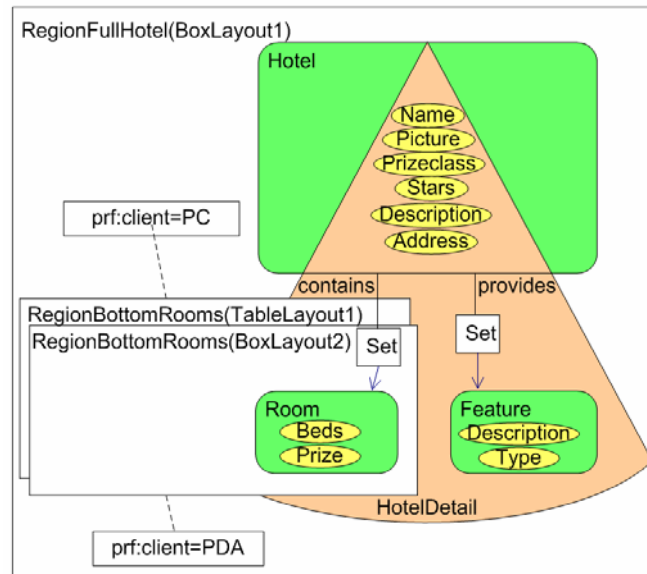 RegionFullHotel(BoxLayout1)
Hotel
Name
Picture
Prizeclass
Stars
Description
Address
prf:client=PC
contains
provides
RegionBottomRooms(TableLayout1)
RegionBottomRooms(BoxLayout2)
Set
Set
Room
Beds
Prize
Feature
Description
Type
HotelDetail
prf:client=PDA